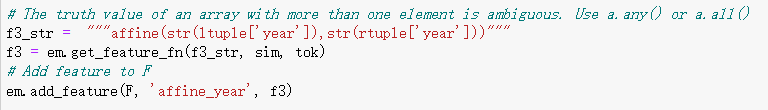 # The truth value of an array with more than one element is ambiguous. Use a.any() or a.all()
f3_str = """affine(str(ltuple['year']),str(rtuple['year']))"""
f3 = em.get_feature_fn(f3_str, sim, tok)
# Add feature to F
em.add_feature(F, 'affine_year', f3)